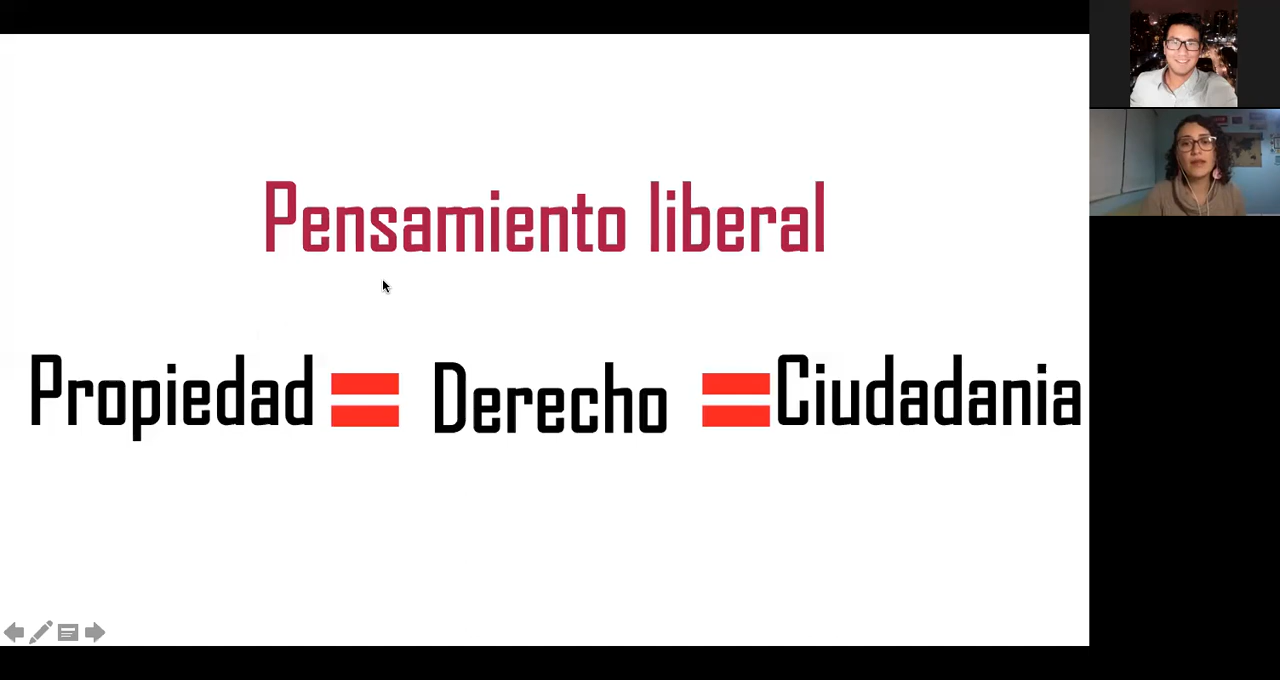 Pensamiento liberal
Propiedad = Derecho = Ciudadania